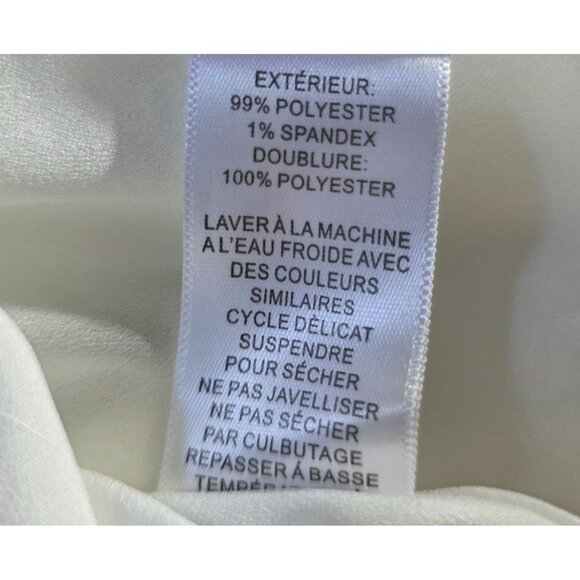 EXTÉRIEUR:
99% POLYESTER
1% SPANDEX
DOUBLURE:
100% POLYESTER
LAVER À LA MACHINE
A L'EAU FROIDE AVEC
DES COULEURS
SIMILAIRES
CYCLE DÉLICAT
SUSPENDRE
POUR SÉCHER
NE PAS JAVELLISER
NE PAS SÉCHER
PAR CULBUTAGE
REPASSER Á BASSE